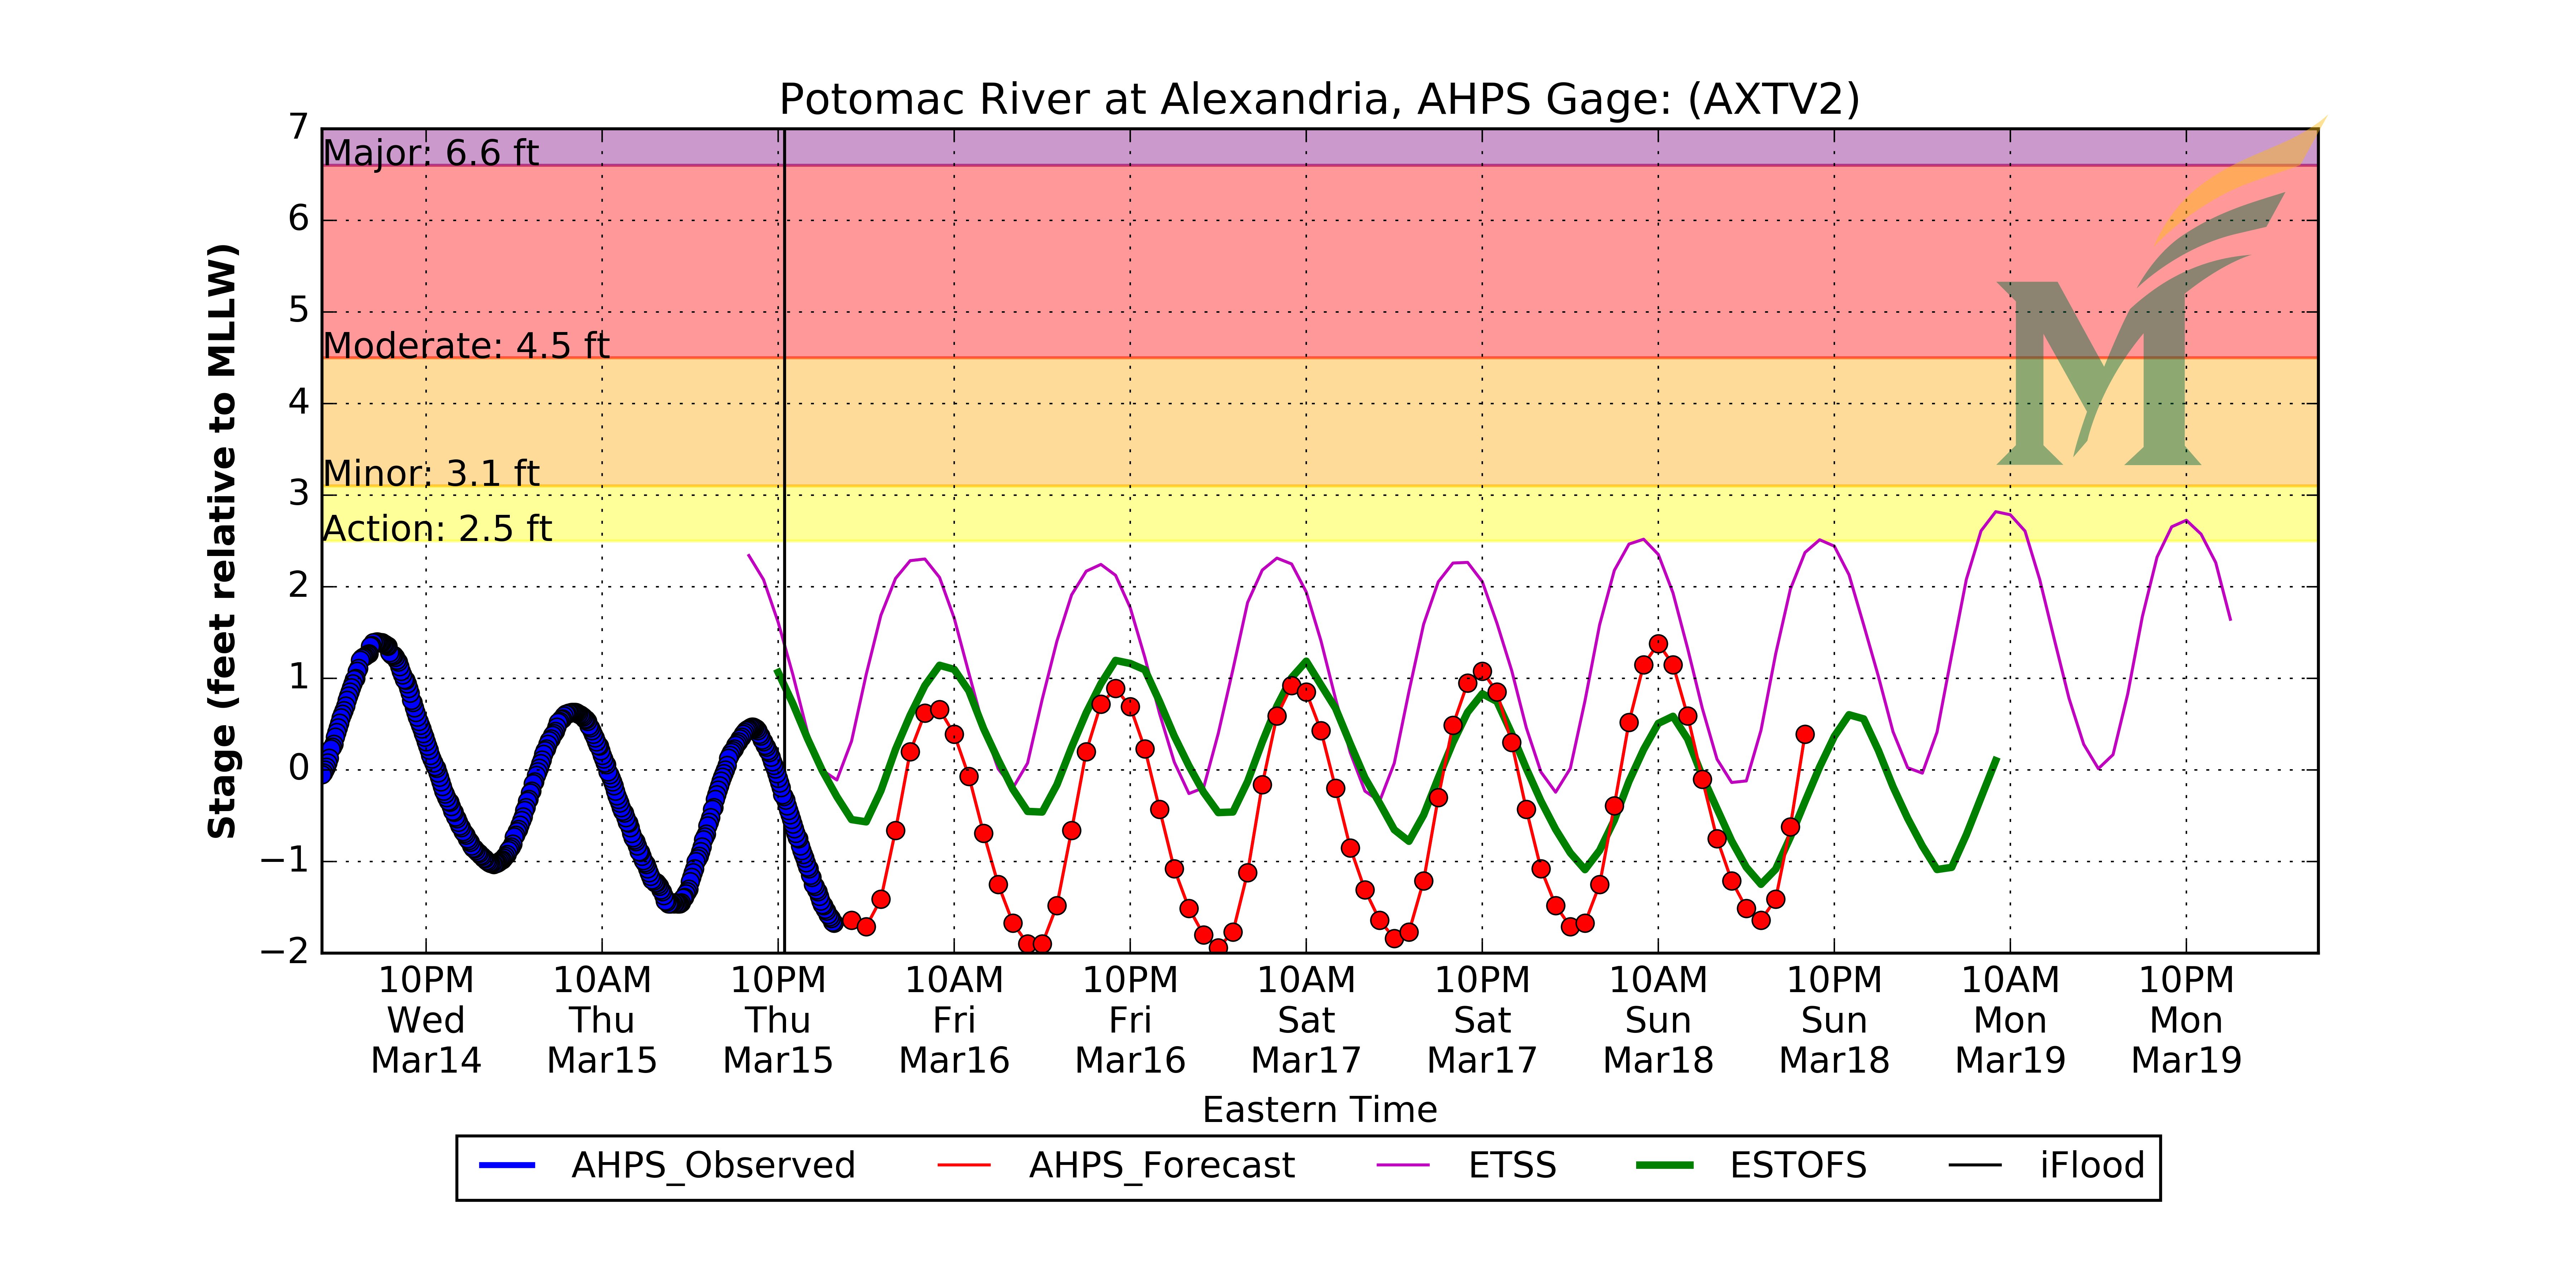 Potomac River at Alexandria, AHPS Gage: (AXTV2)
Stage (feet relative to MLLW)
7
6
5
4
3
2
1
0
−1
−2
Major: 6.6 ft
Moderate: 4.5 ft
Minor: 3.1 ft
Action: 2.5 ft
10PM 10AM 10PM 10AM 10PM 10AM 10PM 10AM 10PM 10AM 10PM
Wed Thu Thu Fri Fri Sat Sat Sun Sun Mon Mon
Mar14 Mar15 Mar15 Mar16 Mar16 Mar17 Mar17 Mar18 Mar18 Mar19 Mar19
Eastern Time
AHPS_Observed AHPS_Forecast ETSS ESTOFS iFlood